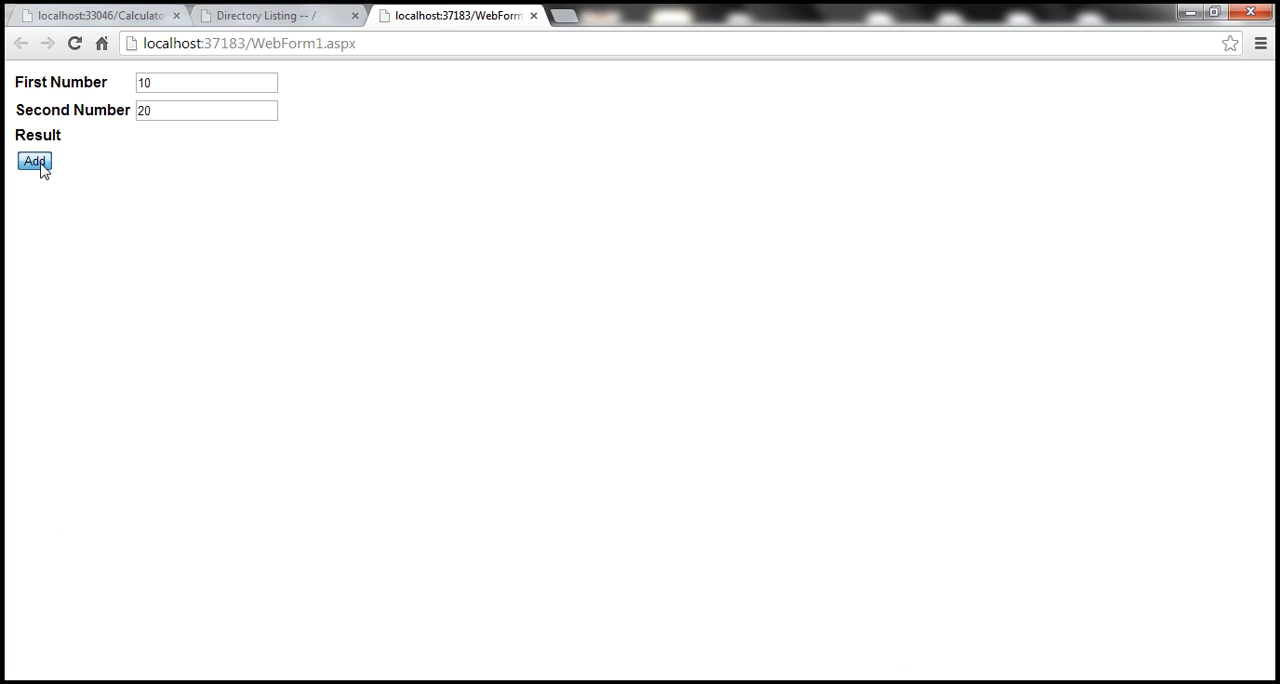 localhost:33046/Calculato
Directory Listing -- /
localhost:37183/WebForm
localhost:37183/WebForm1.aspx
First Number 10
Second Number 20
Result
Add